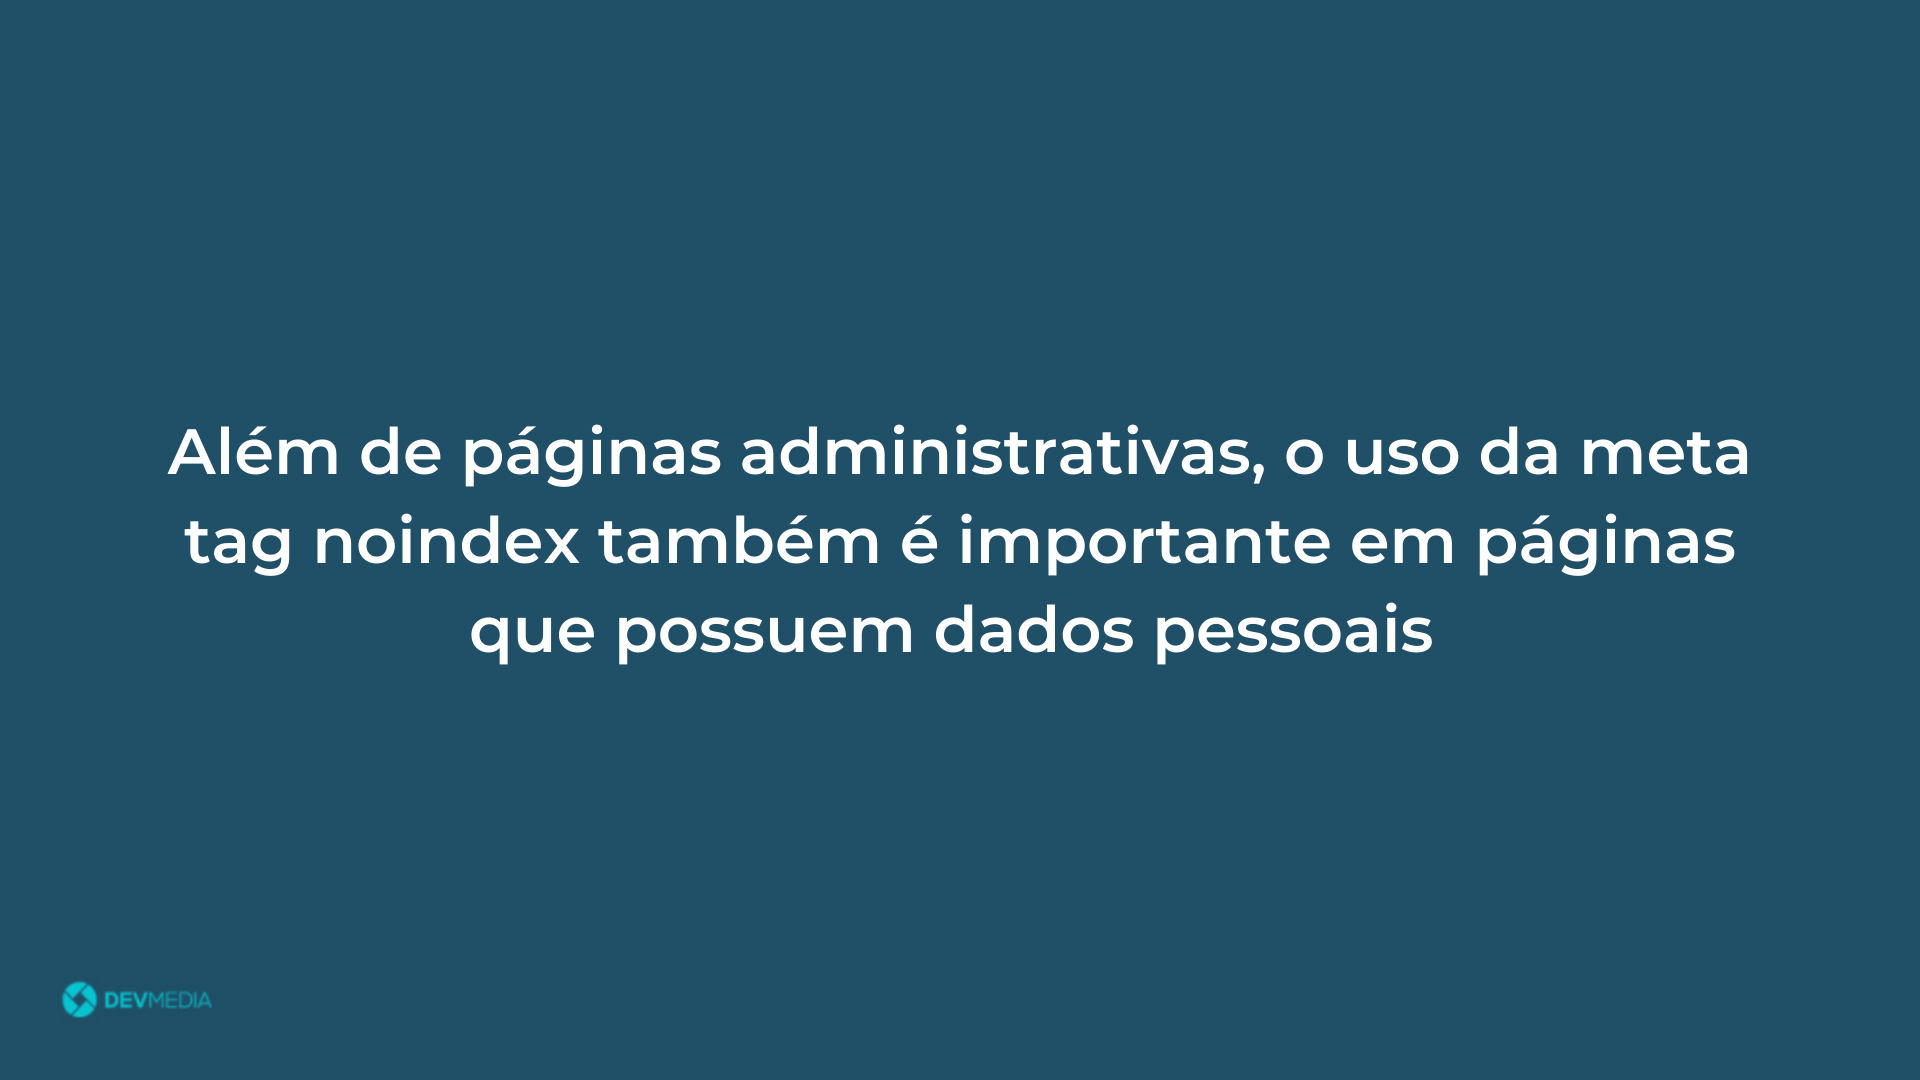 Além de páginas administrativas, o uso da meta
tag noindex também é importante em páginas
que possuem dados pessoais
DEVMEDIA